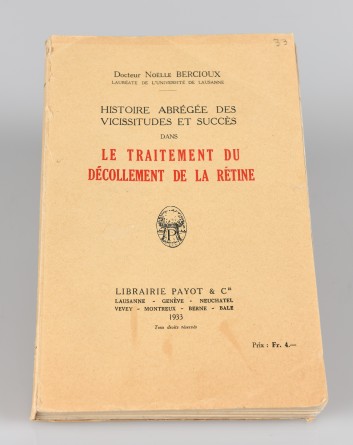 33
Docteur Noëlle BERCIOUX
LAURÉATE DE L'UNIVERSITÉ DE LAUSANNE
HISTOIRE ABRÉGÉE DES
VICISSITUDES ET SUCCÈS
DANS
LE TRAITEMENT DU
DÉCOLLEMENT DE LA RÉTINE
LIBRAIRIE PAYOT & Cie
LAUSANNE - GENÈVE - NEUCHATEL
VEVEY - MONTREUX - BERNE - BALE
1933
Tous droits réservés
Prix : Fr. 4.—